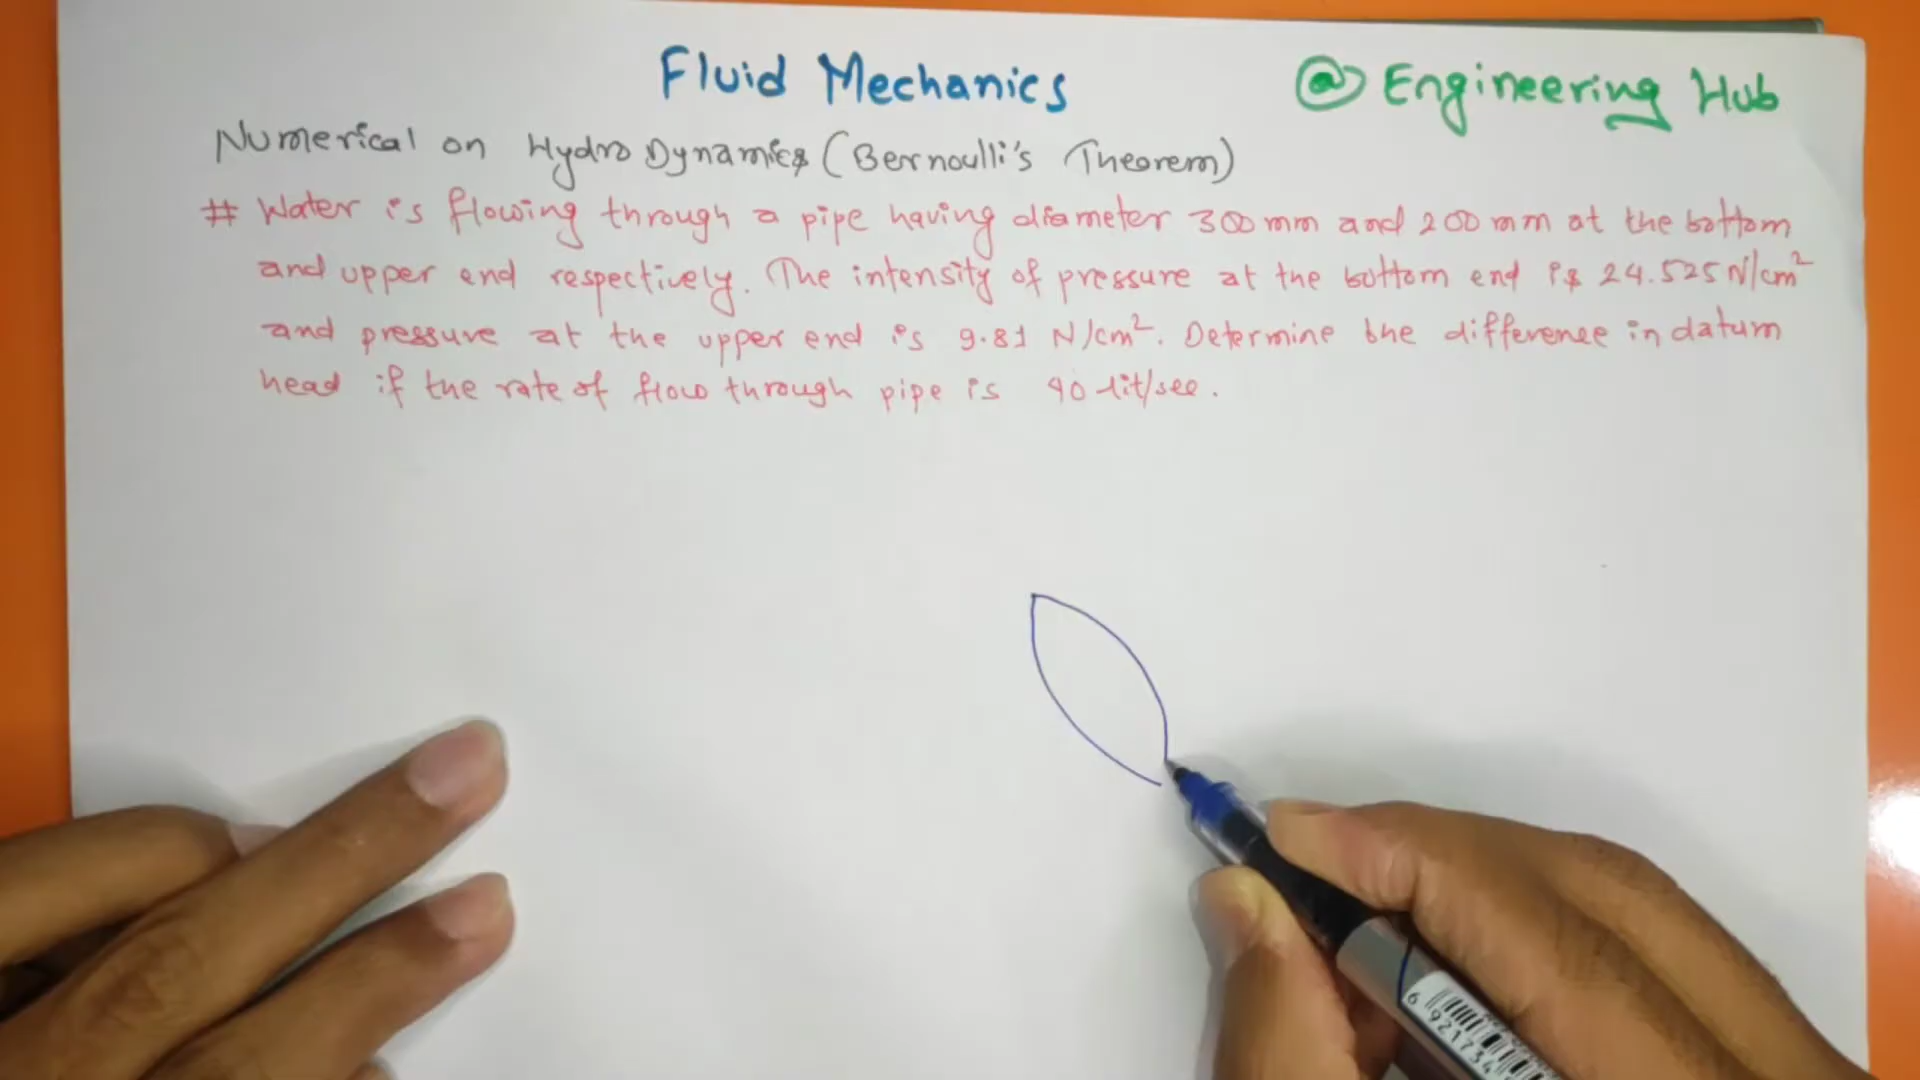 Fluid Mechanics
@ Engineering Hub
Numerical on Hydro Dynamics (Bernoulli's Theorem)
# Water is flowing through a pipe having diameter 300 mm and 200 mm at the bottom
and upper end respectively. The intensity of pressure at the bottom end is 24.525 N/cm²
and pressure at the upper end is 9.81 N/cm². Determine the difference in datum
head if the rate of flow through pipe is 40 lit/sec.
6 921734